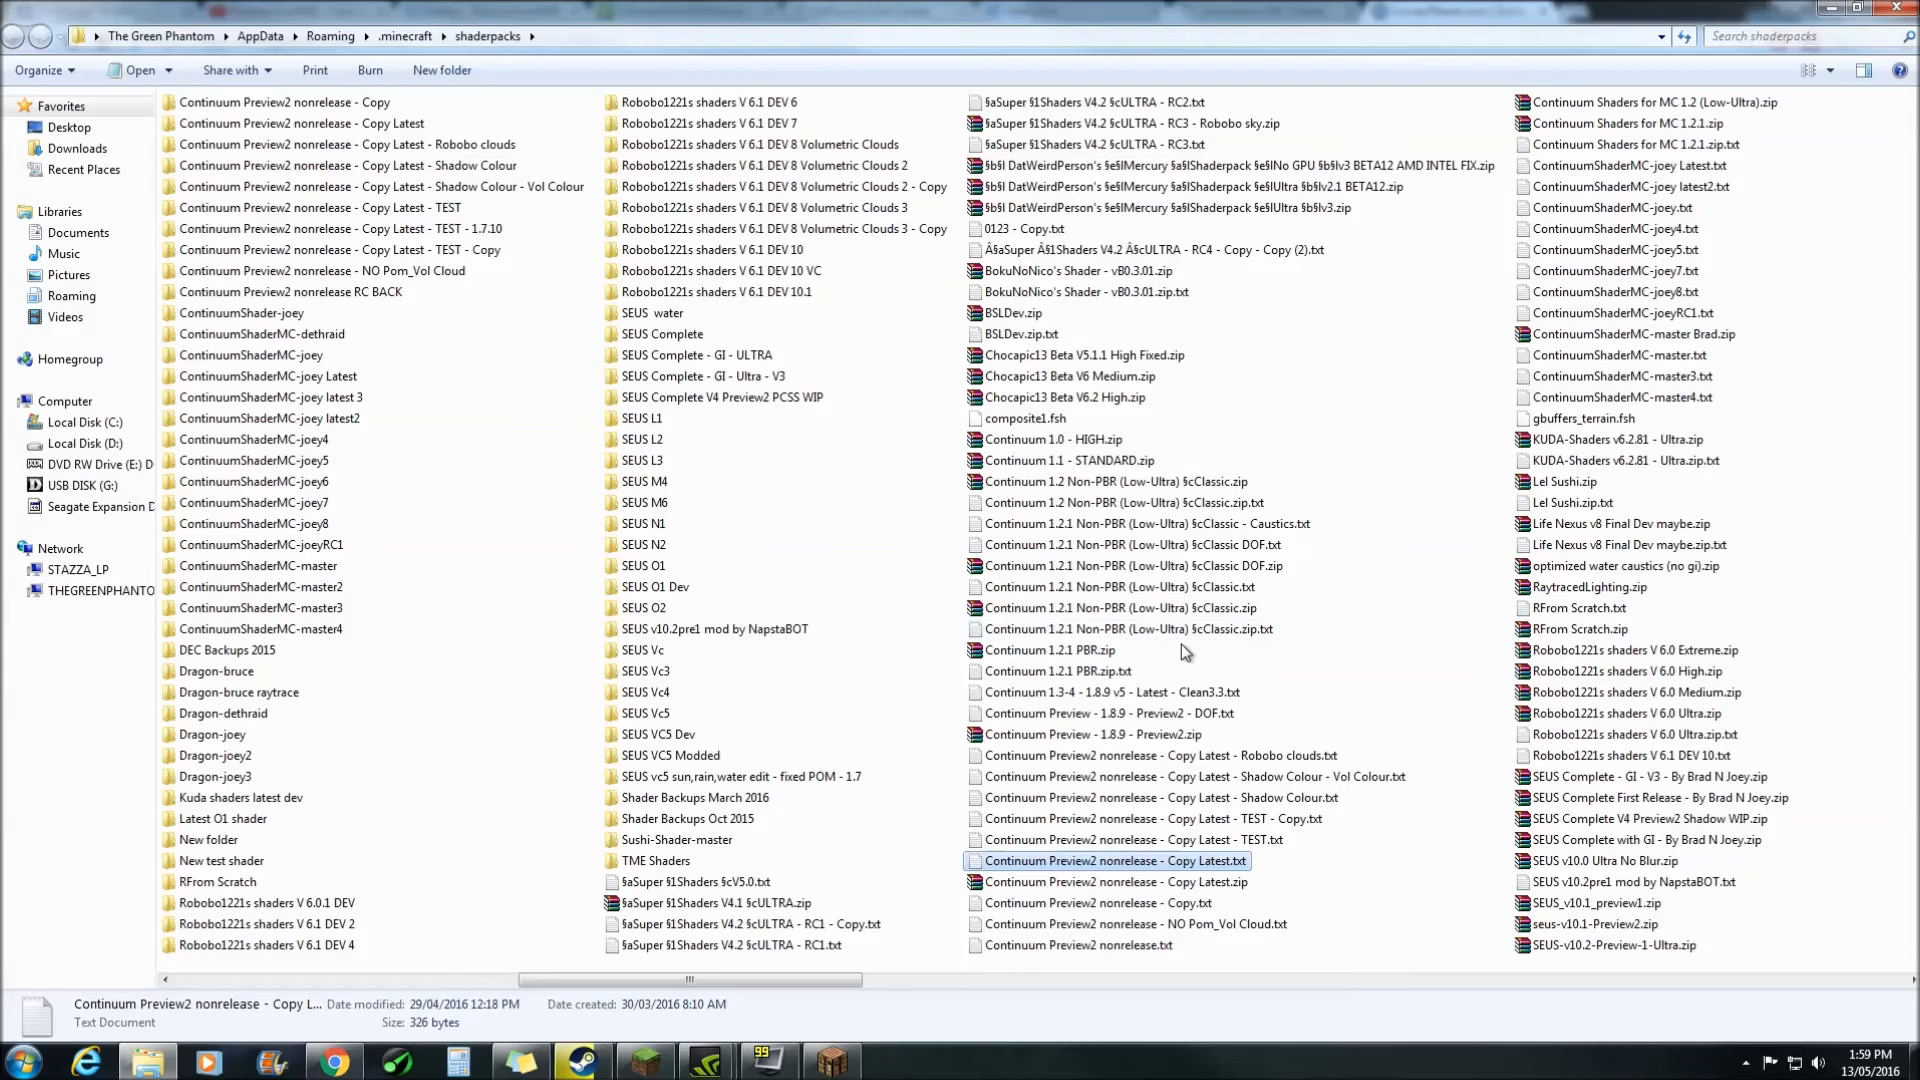 The Green Phantom AppData Roaming .minecraft shaderpacks
Search shaderpacks
Organize Open Share with Print Burn New folder
Favorites
Desktop
Downloads
Recent Places
Libraries
Documents
Music
Pictures
Roaming
Videos
Homegroup
Computer
Local Disk (C:)
Local Disk (D:)
DVD RW Drive (E:) D
USB DISK (G:)
Seagate Expansion D
Network
STAZZA_LP
THEGREENPHANTO
Continuum Preview2 nonrelease - Copy
Continuum Preview2 nonrelease - Copy Latest
Continuum Preview2 nonrelease - Copy Latest - Robobo clouds
Continuum Preview2 nonrelease - Copy Latest - Shadow Colour
Continuum Preview2 nonrelease - Copy Latest - Shadow Colour - Vol Colour
Continuum Preview2 nonrelease - Copy Latest - TEST
Continuum Preview2 nonrelease - Copy Latest - TEST - 1.7.10
Continuum Preview2 nonrelease - Copy Latest - TEST - Copy
Continuum Preview2 nonrelease - NO Pom_Vol Cloud
Continuum Preview2 nonrelease RC BACK
ContinuumShader-joey
ContinuumShaderMC-dethraid
ContinuumShaderMC-joey
ContinuumShaderMC-joey Latest
ContinuumShaderMC-joey latest 3
ContinuumShaderMC-joey latest2
ContinuumShaderMC-joey4
ContinuumShaderMC-joey5
ContinuumShaderMC-joey6
ContinuumShaderMC-joey7
ContinuumShaderMC-joey8
ContinuumShaderMC-joeyRC1
ContinuumShaderMC-master
ContinuumShaderMC-master2
ContinuumShaderMC-master3
ContinuumShaderMC-master4
DEC Backups 2015
Dragon-bruce
Dragon-bruce raytrace
Dragon-dethraid
Dragon-joey
Dragon-joey2
Dragon-joey3
Kuda shaders latest dev
Latest O1 shader
New folder
New test shader
RFrom Scratch
Robobo1221s shaders V 6.0.1 DEV
Robobo1221s shaders V 6.1 DEV 2
Robobo1221s shaders V 6.1 DEV 4
Robobo1221s shaders V 6.1 DEV 6
Robobo1221s shaders V 6.1 DEV 7
Robobo1221s shaders V 6.1 DEV 8 Volumetric Clouds
Robobo1221s shaders V 6.1 DEV 8 Volumetric Clouds 2
Robobo1221s shaders V 6.1 DEV 8 Volumetric Clouds 2 - Copy
Robobo1221s shaders V 6.1 DEV 8 Volumetric Clouds 3
Robobo1221s shaders V 6.1 DEV 8 Volumetric Clouds 3 - Copy
Robobo1221s shaders V 6.1 DEV 10
Robobo1221s shaders V 6.1 DEV 10 VC
Robobo1221s shaders V 6.1 DEV 10.1
SEUS  water
SEUS Complete
SEUS Complete - GI - ULTRA
SEUS Complete - GI - Ultra - V3
SEUS Complete V4 Preview2 PCSS WIP
SEUS L1
SEUS L2
SEUS L3
SEUS M4
SEUS M6
SEUS N1
SEUS N2
SEUS O1
SEUS O1 Dev
SEUS O2
SEUS v10.2pre1 mod by NapstaBOT
SEUS Vc
SEUS Vc3
SEUS Vc4
SEUS Vc5
SEUS VC5 Dev
SEUS VC5 Modded
SEUS vc5 sun,rain,water edit - fixed POM - 1.7
Shader Backups March 2016
Shader Backups Oct 2015
Sushi-Shader-master
TME Shaders
§aSuper §1Shaders §cV5.0.txt
§aSuper §1Shaders V4.1 §cULTRA.zip
§aSuper §1Shaders V4.2 §cULTRA - RC1 - Copy.txt
§aSuper §1Shaders V4.2 §cULTRA - RC1.txt
§aSuper §1Shaders V4.2 §cULTRA - RC2.txt
§aSuper §1Shaders V4.2 §cULTRA - RC3 - Robobo sky.zip
§aSuper §1Shaders V4.2 §cULTRA - RC3.txt
§b§l DatWeirdPerson's §e§lMercury §a§lShaderpack §e§lNo GPU §b§lv3 BETA12 AMD INTEL FIX.zip
§b§l DatWeirdPerson's §e§lMercury §a§lShaderpack §e§lUltra §b§lv2.1 BETA12.zip
§b§l DatWeirdPerson's §e§lMercury §a§lShaderpack §e§lUltra §b§lv3.zip
0123 - Copy.txt
Â§aSuper Â§1Shaders V4.2 Â§cULTRA - RC4 - Copy - Copy (2).txt
BokuNoNico's Shader - vB0.3.01.zip
BokuNoNico's Shader - vB0.3.01.zip.txt
BSLDev.zip
BSLDev.zip.txt
Chocapic13 Beta V5.1.1 High Fixed.zip
Chocapic13 Beta V6 Medium.zip
Chocapic13 Beta V6.2 High.zip
composite1.fsh
Continuum 1.0 - HIGH.zip
Continuum 1.1 - STANDARD.zip
Continuum 1.2 Non-PBR (Low-Ultra) §cClassic.zip
Continuum 1.2 Non-PBR (Low-Ultra) §cClassic.zip.txt
Continuum 1.2.1 Non-PBR (Low-Ultra) §cClassic - Caustics.txt
Continuum 1.2.1 Non-PBR (Low-Ultra) §cClassic DOF.txt
Continuum 1.2.1 Non-PBR (Low-Ultra) §cClassic DOF.zip
Continuum 1.2.1 Non-PBR (Low-Ultra) §cClassic.txt
Continuum 1.2.1 Non-PBR (Low-Ultra) §cClassic.zip
Continuum 1.2.1 Non-PBR (Low-Ultra) §cClassic.zip.txt
Continuum 1.2.1 PBR.zip
Continuum 1.2.1 PBR.zip.txt
Continuum 1.3-4 - 1.8.9 v5 - Latest - Clean3.3.txt
Continuum Preview - 1.8.9 - Preview2 - DOF.txt
Continuum Preview - 1.8.9 - Preview2.zip
Continuum Preview2 nonrelease - Copy Latest - Robobo clouds.txt
Continuum Preview2 nonrelease - Copy Latest - Shadow Colour - Vol Colour.txt
Continuum Preview2 nonrelease - Copy Latest - Shadow Colour.txt
Continuum Preview2 nonrelease - Copy Latest - TEST - Copy.txt
Continuum Preview2 nonrelease - Copy Latest - TEST.txt
Continuum Preview2 nonrelease - Copy Latest.txt
Continuum Preview2 nonrelease - Copy Latest.zip
Continuum Preview2 nonrelease - Copy.txt
Continuum Preview2 nonrelease - NO Pom_Vol Cloud.txt
Continuum Preview2 nonrelease.txt
Continuum Shaders for MC 1.2 (Low-Ultra).zip
Continuum Shaders for MC 1.2.1.zip
Continuum Shaders for MC 1.2.1.zip.txt
ContinuumShaderMC-joey Latest.txt
ContinuumShaderMC-joey latest2.txt
ContinuumShaderMC-joey.txt
ContinuumShaderMC-joey4.txt
ContinuumShaderMC-joey5.txt
ContinuumShaderMC-joey7.txt
ContinuumShaderMC-joey8.txt
ContinuumShaderMC-joeyRC1.txt
ContinuumShaderMC-master Brad.zip
ContinuumShaderMC-master.txt
ContinuumShaderMC-master3.txt
ContinuumShaderMC-master4.txt
gbuffers_terrain.fsh
KUDA-Shaders v6.2.81 - Ultra.zip
KUDA-Shaders v6.2.81 - Ultra.zip.txt
Lel Sushi.zip
Lel Sushi.zip.txt
Life Nexus v8 Final Dev maybe.zip
Life Nexus v8 Final Dev maybe.zip.txt
optimized water caustics (no gi).zip
RaytracedLighting.zip
RFrom Scratch.txt
RFrom Scratch.zip
Robobo1221s shaders V 6.0 Extreme.zip
Robobo1221s shaders V 6.0 High.zip
Robobo1221s shaders V 6.0 Medium.zip
Robobo1221s shaders V 6.0 Ultra.zip
Robobo1221s shaders V 6.0 Ultra.zip.txt
Robobo1221s shaders V 6.1 DEV 10.txt
SEUS Complete - GI - V3 - By Brad N Joey.zip
SEUS Complete First Release - By Brad N Joey.zip
SEUS Complete V4 Preview2 Shadow WIP.zip
SEUS Complete with GI - By Brad N Joey.zip
SEUS v10.0 Ultra No Blur.zip
SEUS v10.2pre1 mod by NapstaBOT.txt
SEUS_v10.1_preview1.zip
seus-v10.1-Preview2.zip
SEUS-v10.2-Preview-1-Ultra.zip
Continuum Preview2 nonrelease - Copy L... Date modified: 29/04/2016 12:18 PM Date created: 30/03/2016 8:10 AM
Text Document Size: 326 bytes
99
1:59 PM
13/05/2016